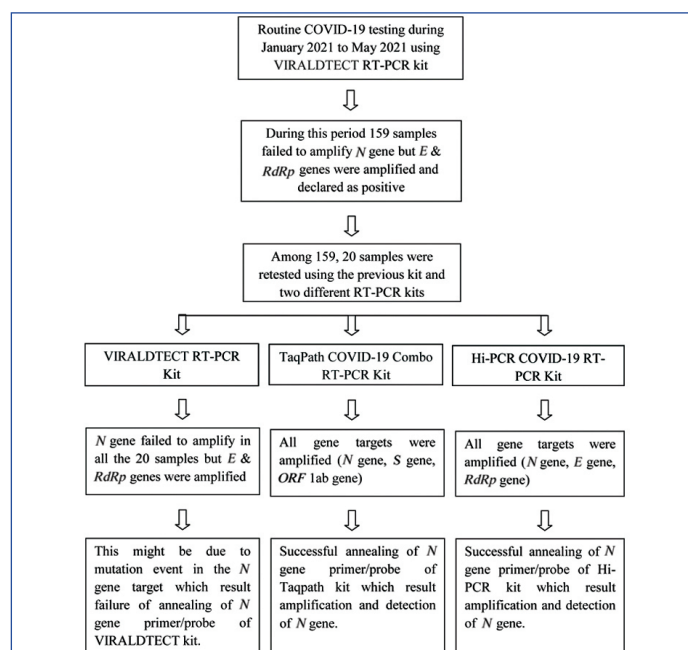 Routine COVID-19 testing during
January 2021 to May 2021 using
VIRALDTECT RT-PCR kit
During this period 159 samples
failed to amplify N gene but E &
RdRp genes were amplified and
declared as positive
Among 159, 20 samples were
retested using the previous kit and
two different RT-PCR kits
VIRALDTECT RT-PCR
Kit
TaqPath COVID-19 Combo
RT-PCR Kit
Hi-PCR COVID-19 RT-
PCR Kit
N gene failed to amplify in
all the 20 samples but E &
RdRp genes were amplified
All gene targets were
amplified (N gene, S gene,
ORF 1ab gene)
All gene targets were
amplified (N gene, E gene,
RdRp gene)
This might be due to
mutation event in the N
gene target which result
failure of annealing of N
gene primer/probe of
VIRALDTECT kit.
Successful annealing of N
gene primer/probe of
Taqpath kit which result
amplification and detection
of N gene.
Successful annealing of N
gene primer/probe of Hi-
PCR kit which result
amplification and detection
of N gene.